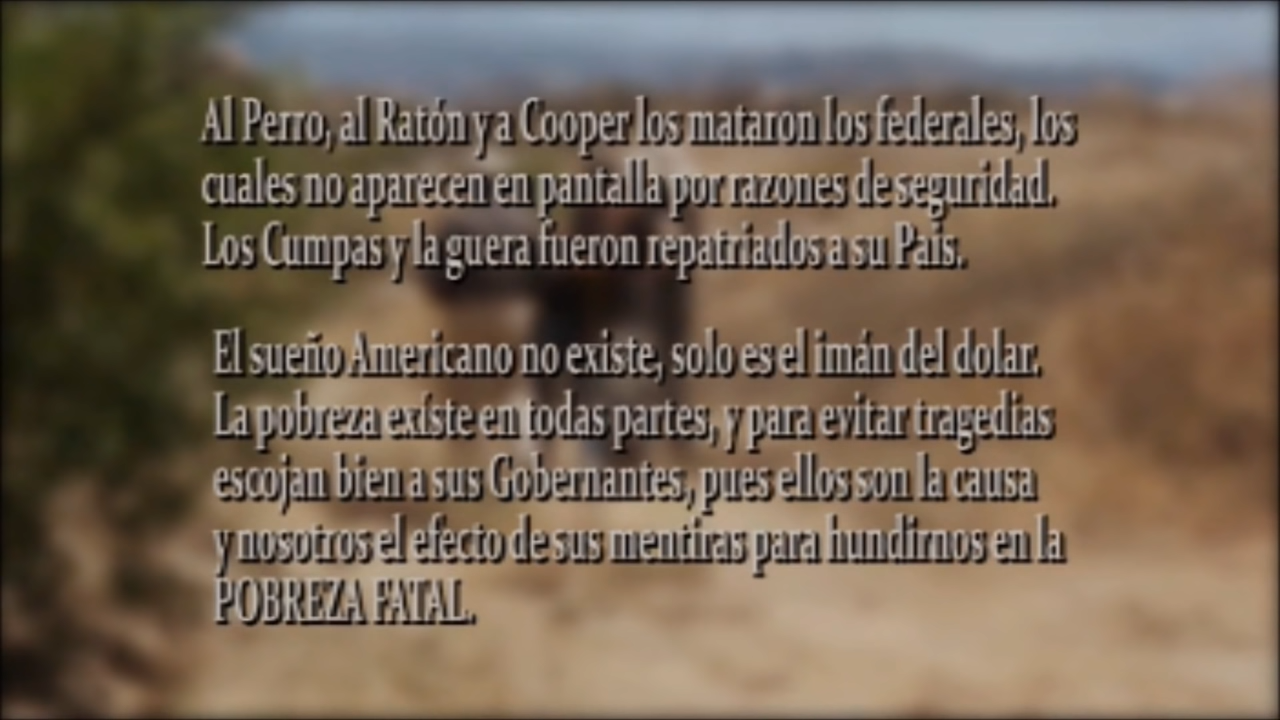 Al Perro, al Ratón y a Cooper los mataron los federales, los
cuales no aparecen en pantalla por razones de seguridad.
Los Cumpas y la guera fueron repatriados a su Pais.
El sueño Americano no existe, solo es el imán del dolar.
La pobreza existe en todas partes, y para evitar tragedias
escojan bien a sus Gobernantes, pues ellos son la causa
y nosotros el efecto de sus mentiras para hundirnos en la
POBREZA FATAL.